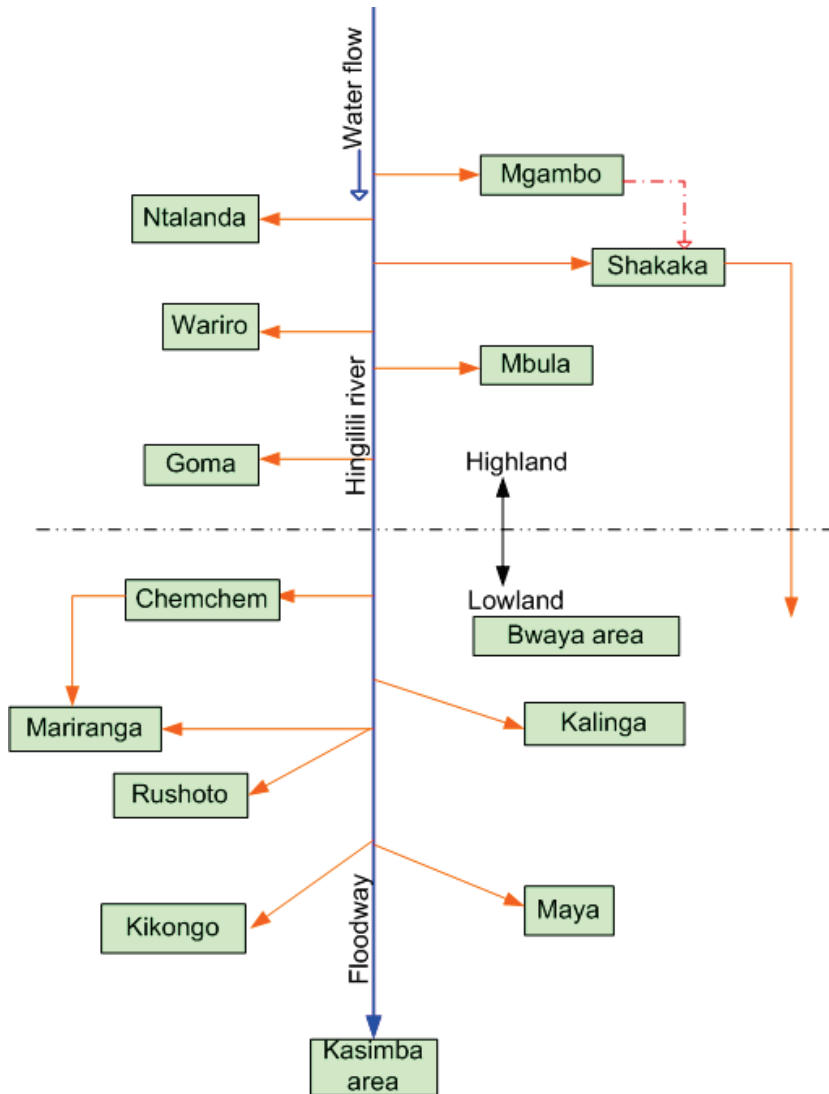 Water flow
Mgambo
Ntalanda
Shakaka
Wariro
Mbula
Hingilili river
Goma
Highland
Chemchem
Lowland
Bwaya area
Mariranga
Kalinga
Rushoto
Maya
Kikongo
Floodway
Kasimba
area